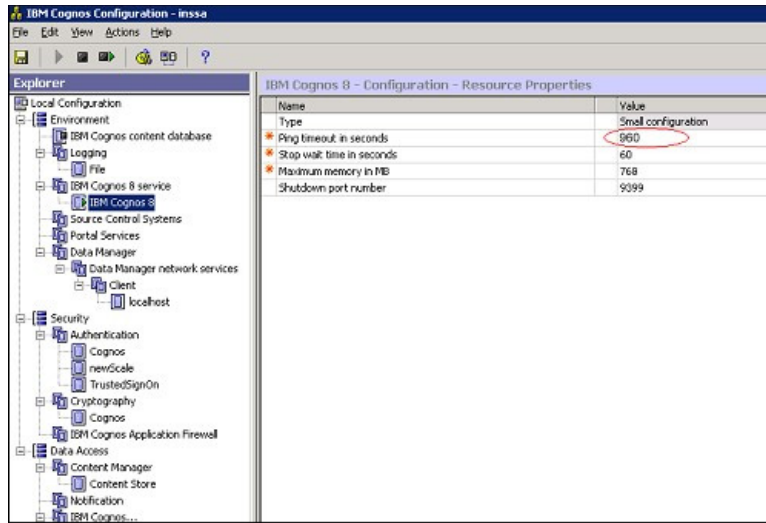 IBM Cognos Configuration - inssa
File Edit View Actions Help
?
Explorer
Local Configuration
Environment
IBM Cognos content database
Logging
File
IBM Cognos 8 service
IBM Cognos 8
Source Control Systems
Portal Services
Data Manager
Data Manager network services
Client
localhost
Security
Authentication
Cognos
newScale
TrustedSignOn
Cryptography
Cognos
IBM Cognos Application Firewall
Data Access
Content Manager
Content Store
Notification
IBM Cognos...
IBM Cognos 8 - Configuration - Resource Properties
Name Value
Type Small configuration
* Ping timeout in seconds 960
* Stop wait time in seconds 60
* Maximum memory in MB 768
Shutdown port number 9399